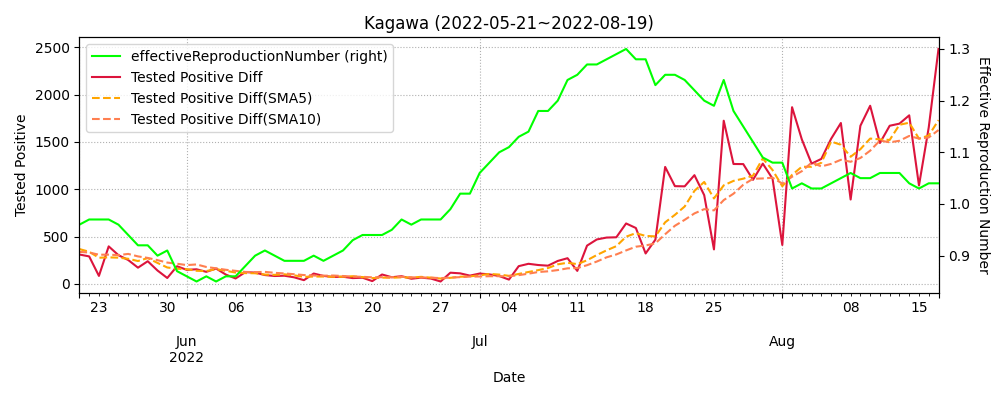 Kagawa (2022-05-21~2022-08-19)
effectiveReproductionNumber (right)
Tested Positive Diff
Tested Positive Diff(SMA5)
Tested Positive Diff(SMA10)
Tested Positive
2500
2000
1500
1000
500
0
Effective Reproduction Number
1.3
1.2
1.1
1.0
0.9
23 30 06 13 20 27 04 11 18 25 08 15
Jun Jul Aug
2022
Date